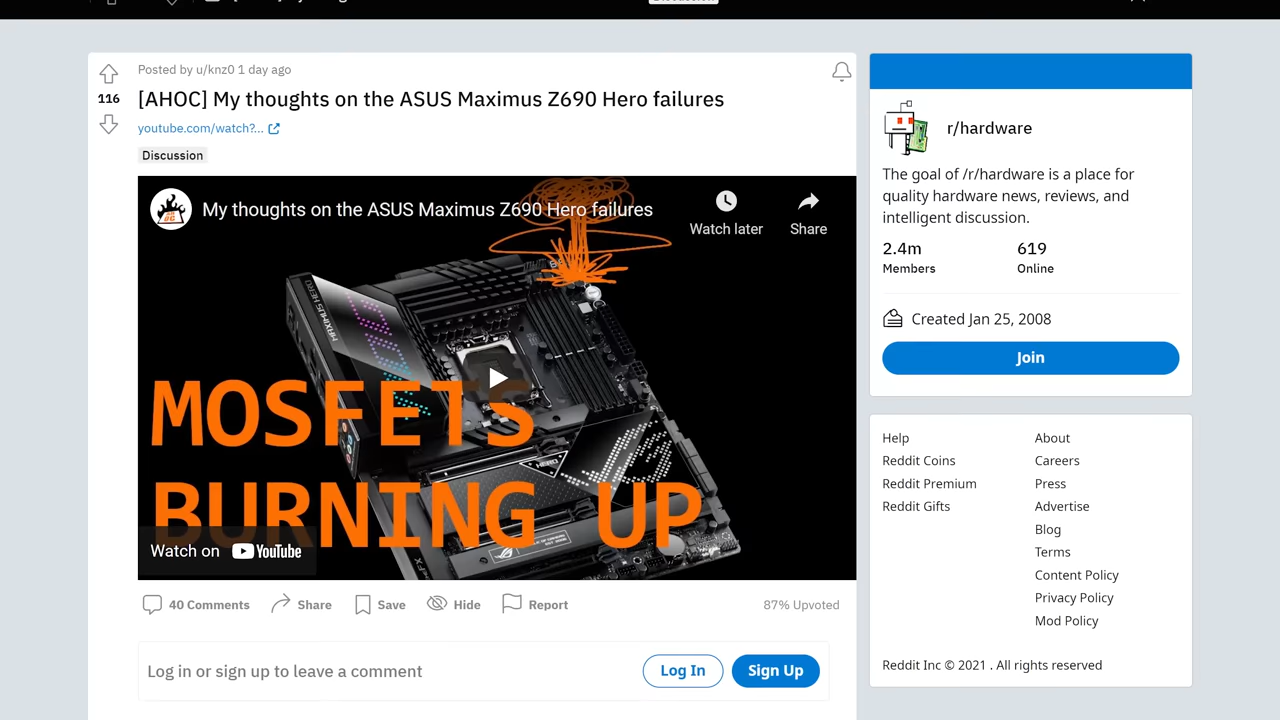 Posted by u/knz0 1 day ago
116
[AHOC] My thoughts on the ASUS Maximus Z690 Hero failures
youtube.com/watch?...
Discussion
My thoughts on the ASUS Maximus Z690 Hero failures
Watch later
Share
MAXIMUS HERO
HERO
MOSFETS
BURNING UP
Watch on YouTube
40 Comments
Share
Save
Hide
Report
87% Upvoted
Log in or sign up to leave a comment
Log In
Sign Up
r/hardware
The goal of /r/hardware is a place for
quality hardware news, reviews, and
intelligent discussion.
2.4m
Members
619
Online
Created Jan 25, 2008
Join
Help
Reddit Coins
Reddit Premium
Reddit Gifts
About
Careers
Press
Advertise
Blog
Terms
Content Policy
Privacy Policy
Mod Policy
Reddit Inc © 2021 . All rights reserved